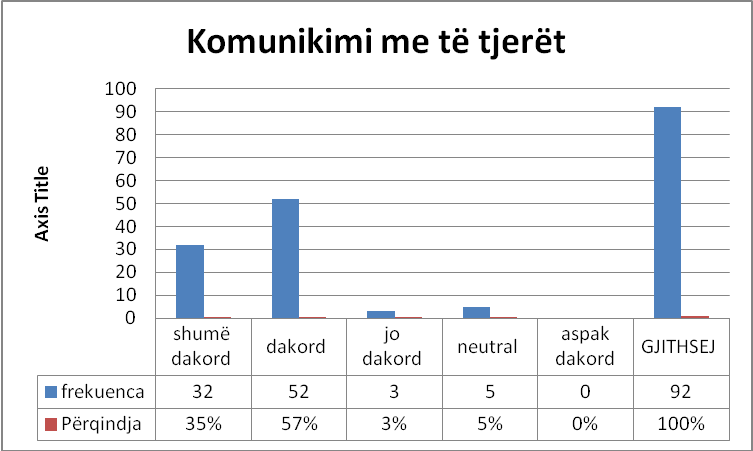 Komunikimi me të tjerët
Axis Title
100
90
80
70
60
50
40
30
20
10
0
shumë dakord dakord jo dakord neutral aspak dakord GJITHSEJ
frekuenca 32 52 3 5 0 92
Përqindja 35% 57% 3% 5% 0% 100%